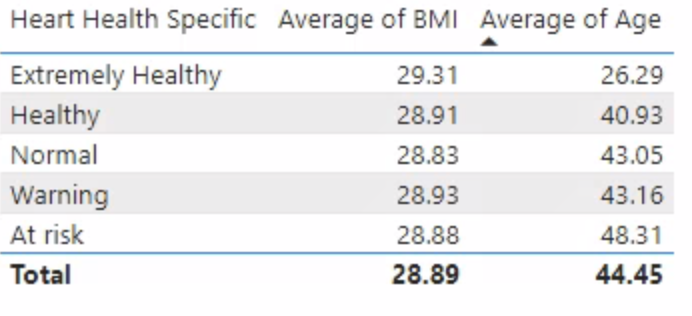 Heart Health Specific Average of BMI Average of Age
Extremely Healthy 29.31 26.29
Healthy 28.91 40.93
Normal 28.83 43.05
Warning 28.93 43.16
At risk 28.88 48.31
Total 28.89 44.45